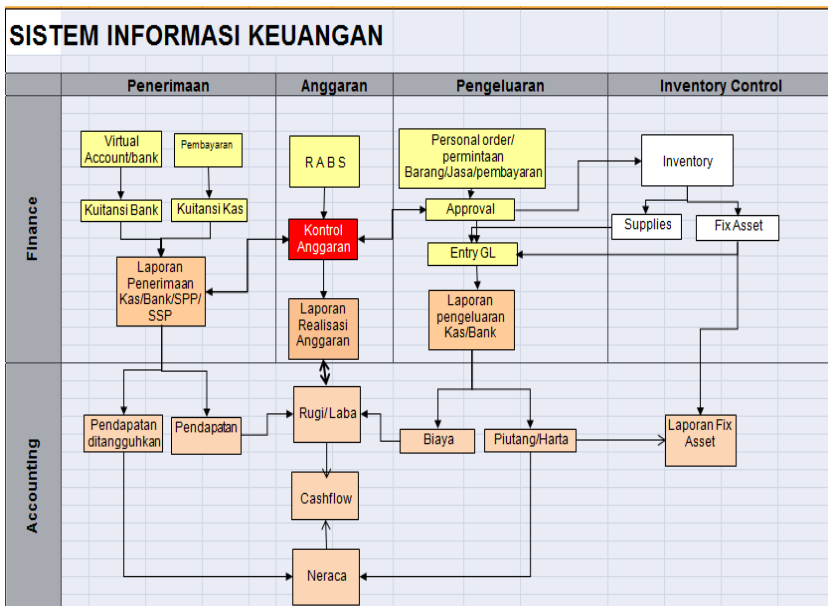 SISTEM INFORMASI KEUANGAN
Penerimaan
Anggaran
Pengeluaran
Inventory Control
Finance
Virtual
Account/bank
Pembayaran
R A B S
Personal order/
permintaan
Barang/Jasa/pembayaran
Inventory
Kuitansi Bank
Kuitansi Kas
Kontrol
Anggaran
Approval
Supplies
Fix Asset
Entry GL
Laporan
Penerimaan
Kas/Bank/SPP/
SSP
Laporan
Realisasi
Anggaran
Laporan
pengeluaran
Kas/Bank
Accounting
Pendapatan
ditangguhkan
Pendapatan
Rugi/Laba
Biaya
Piutang/Harta
Laporan Fix
Asset
Cashflow
Neraca